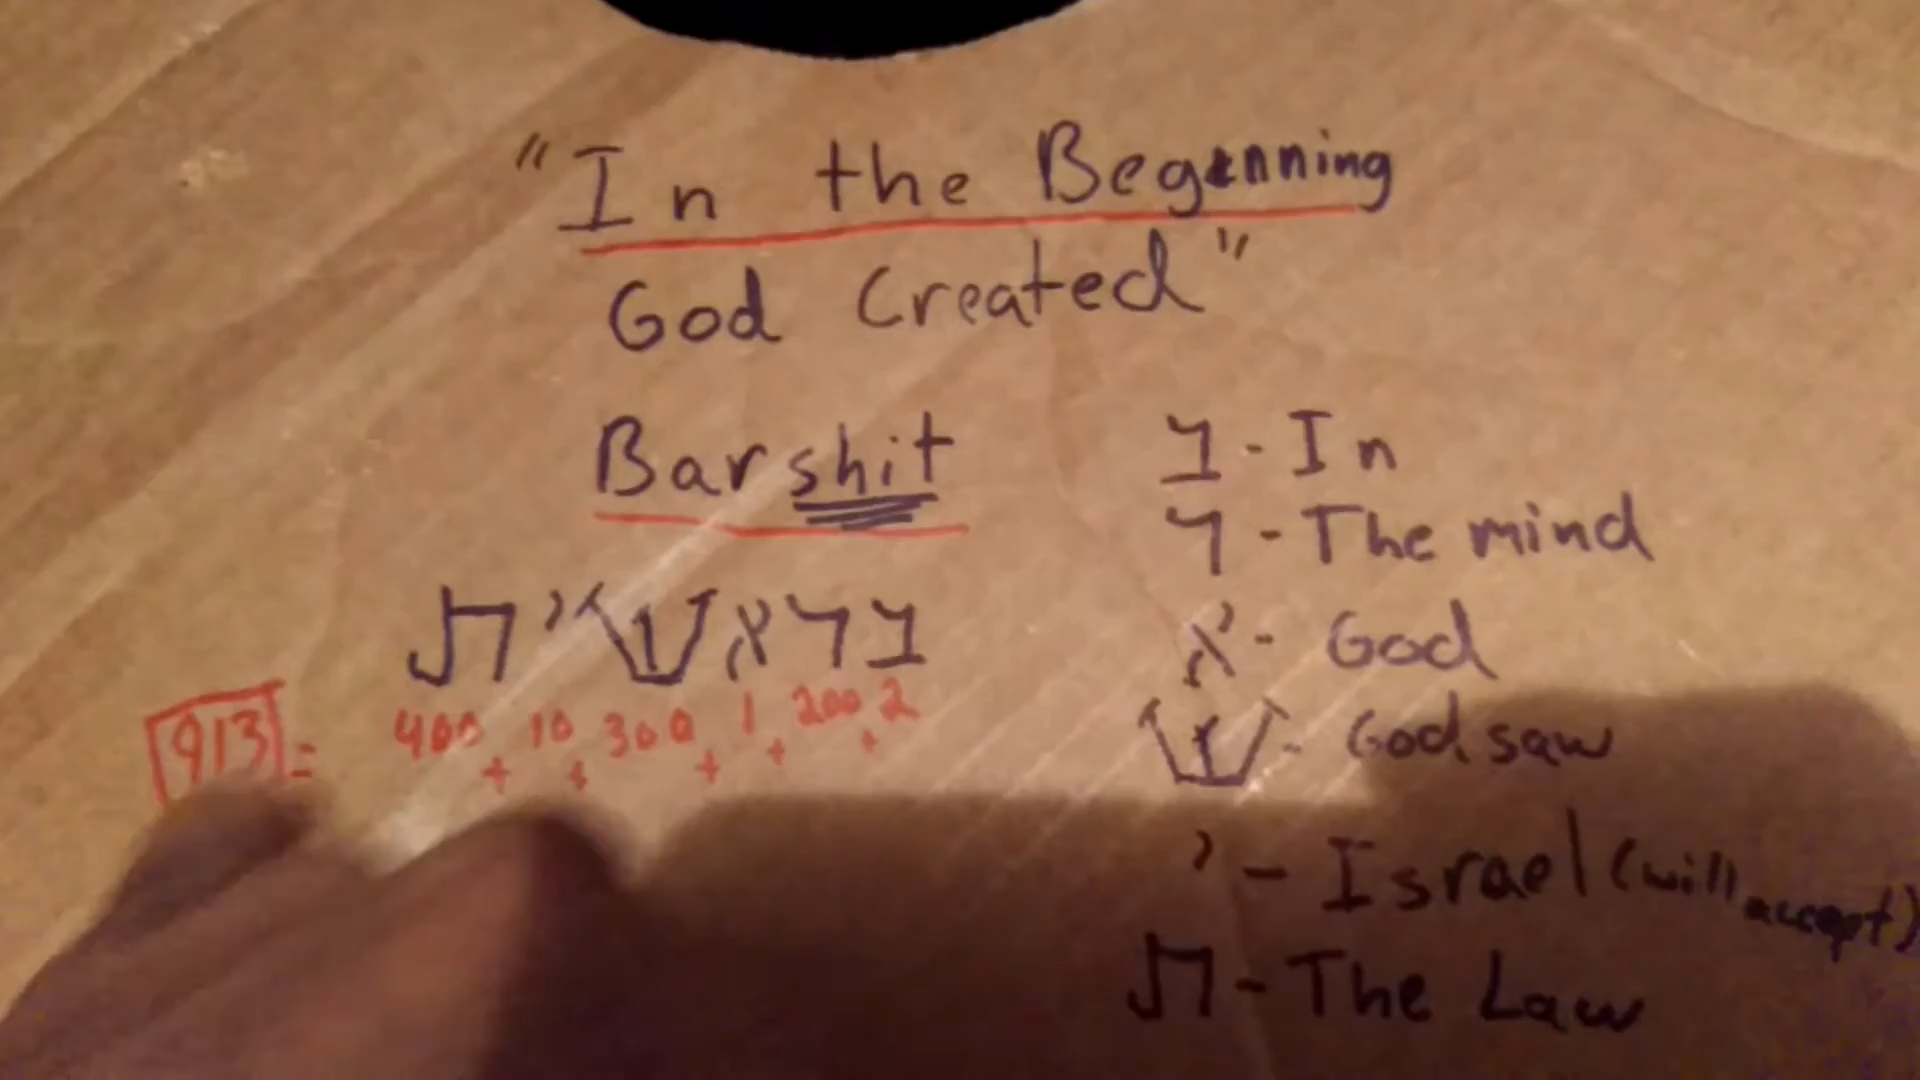 "In the Beginning
God Created"
Barshit
בראשית
913 = 400 + 10 + 300 + 1 + 200 + 2
ב - In
ר - The mind
א - God
ש - God saw
י - Israel (will accept)
ת - The Law